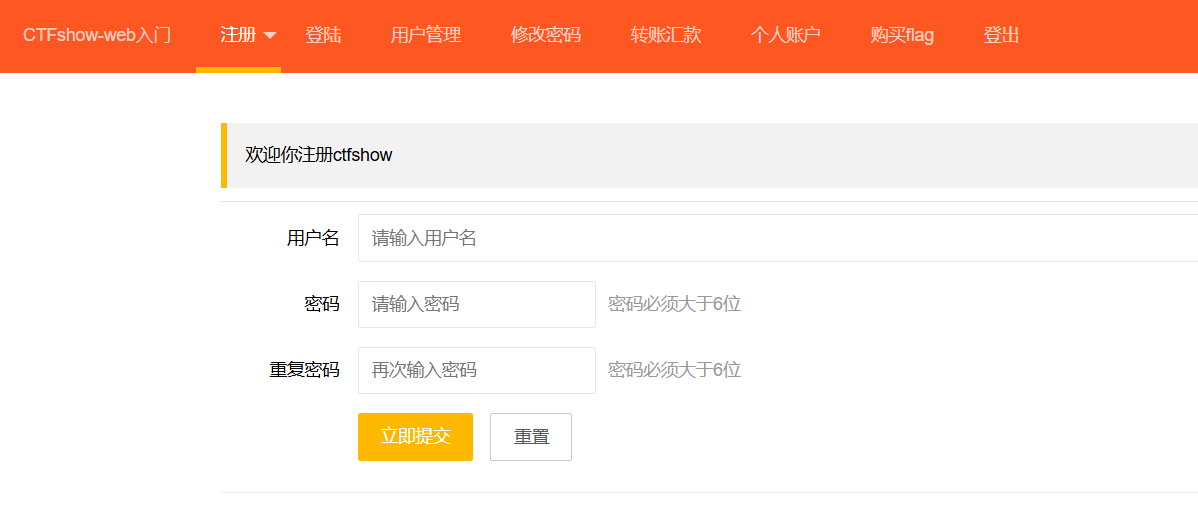 CTFshow-web入门 注册 登陆 用户管理 修改密码 转账汇款 个人账户 购买flag 登出
欢迎你注册ctfshow
用户名 请输入用户名
密码 请输入密码 密码必须大于6位
重复密码 再次输入密码 密码必须大于6位
立即提交 重置